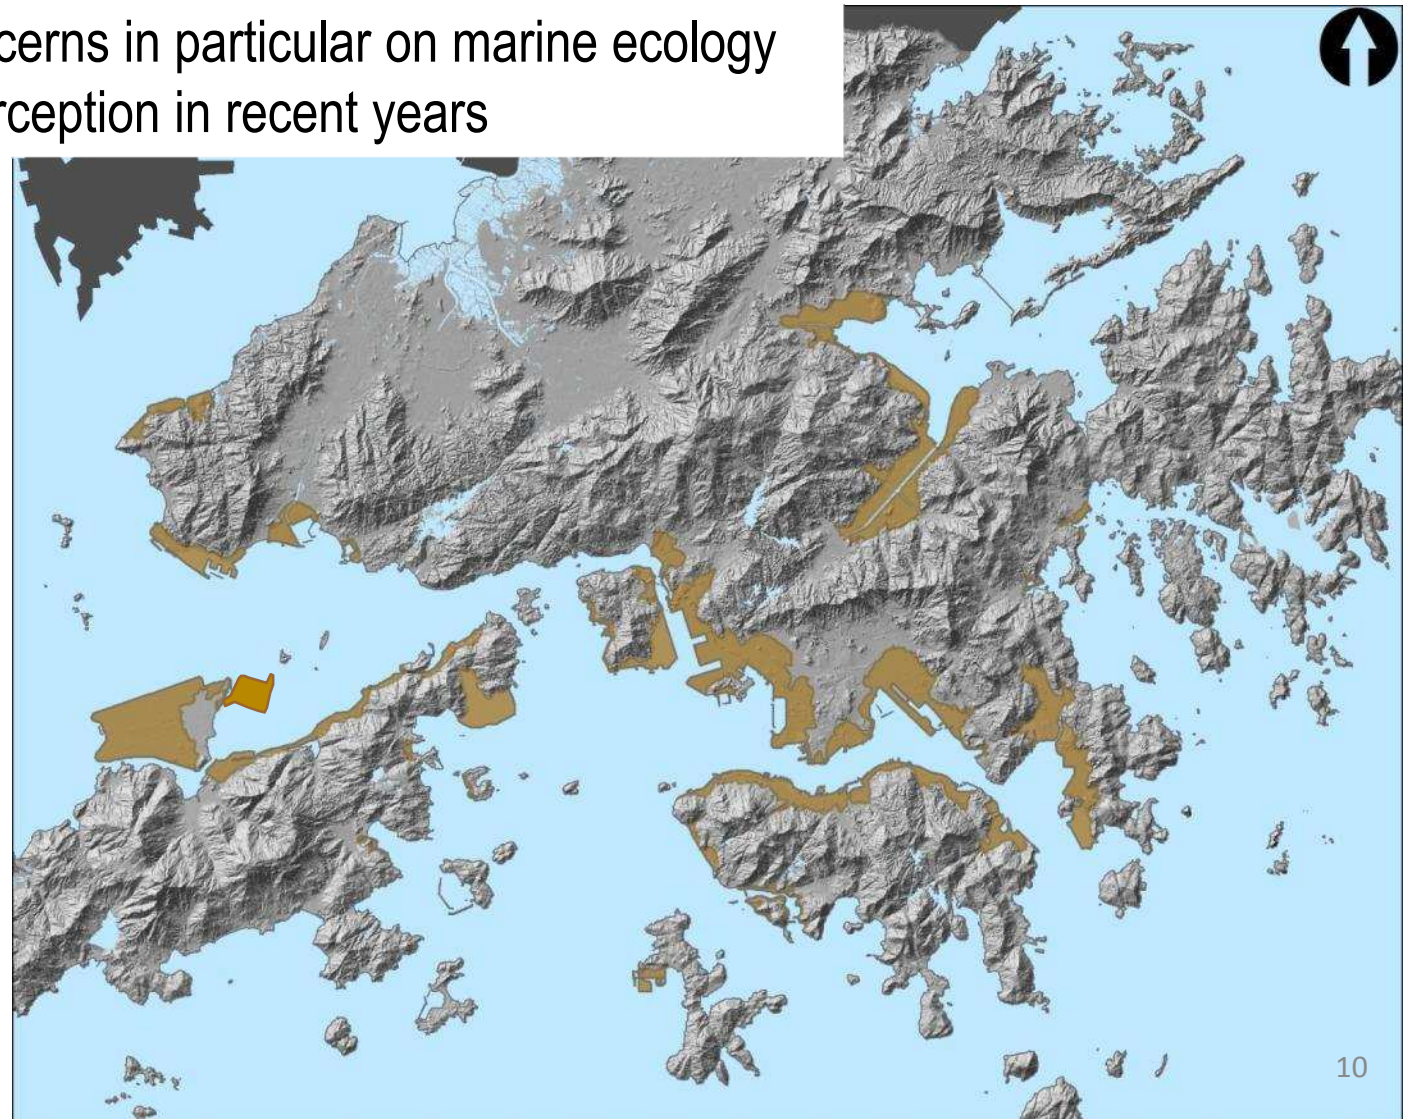 cerns in particular on marine ecology
rception in recent years
10